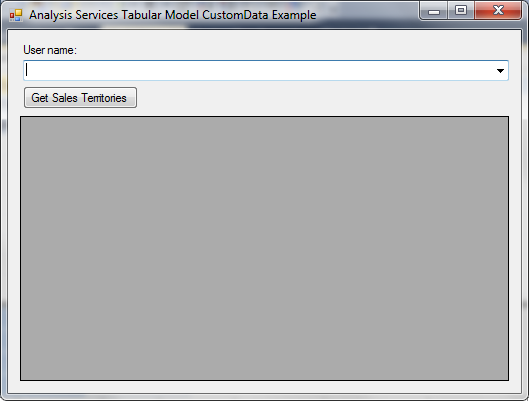 Analysis Services Tabular Model CustomData Example
User name:
Get Sales Territories